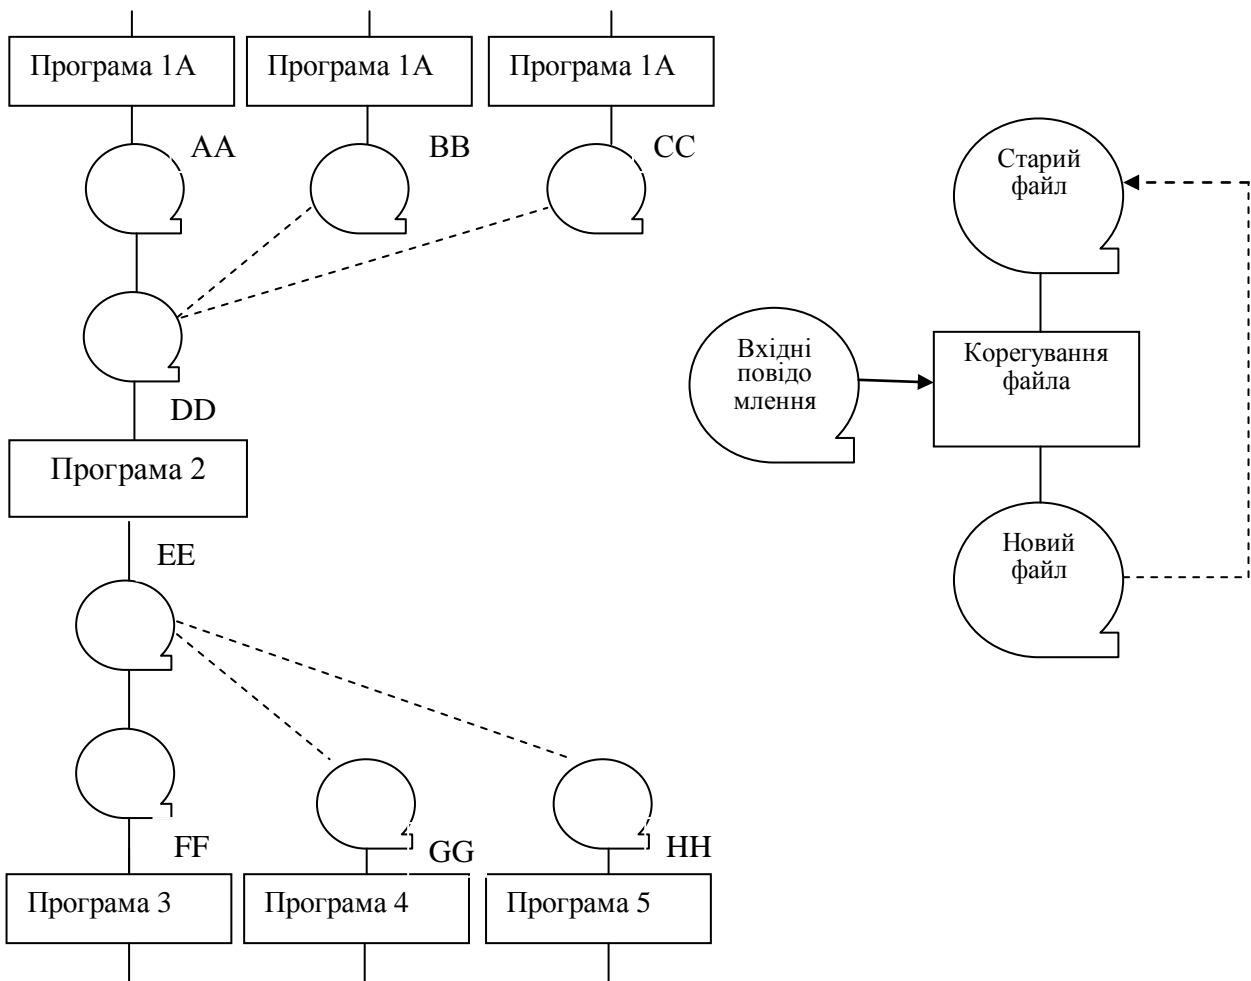 Програма 1А
Програма 1А
Програма 1А
АА
ВВ
СС
DD
Програма 2
ЕЕ
FF
GG
НН
Програма 3
Програма 4
Програма 5
Старий
файл
Вхідні
повідо
млення
Корегування
файла
Новий
файл